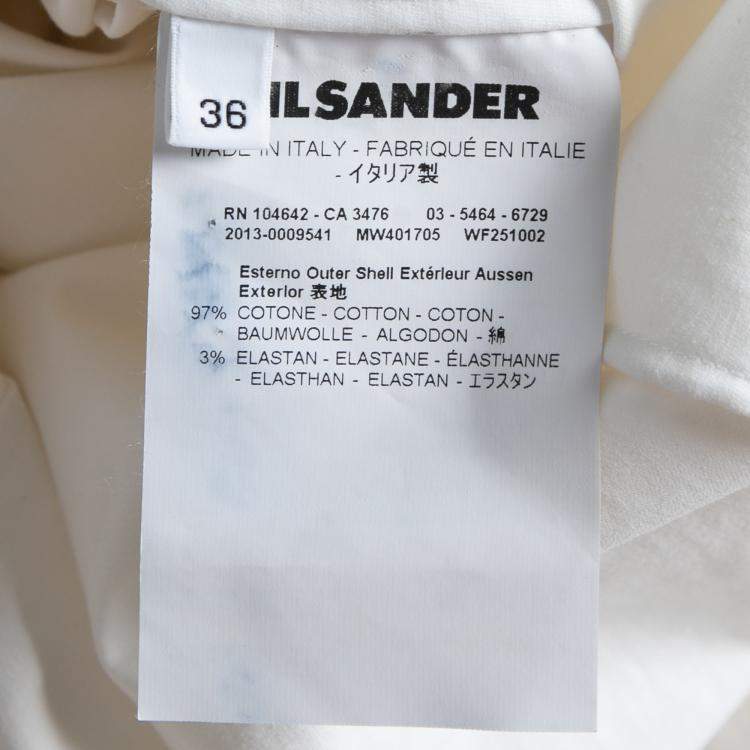 36
JIL SANDER
MADE IN ITALY - FABRIQUÉ EN ITALIE
- イタリア製
RN 104642 - CA 3476 03 - 5464 - 6729
2013-0009541 MW401705 WF251002
Esterno Outer Shell Extérieur Aussen
Exterior 表地
97% COTONE - COTTON - COTON -
BAUMWOLLE - ALGODON - 綿
3% ELASTAN - ELASTANE - ÉLASTHANNE
- ELASTHAN - ELASTAN - エラスタン